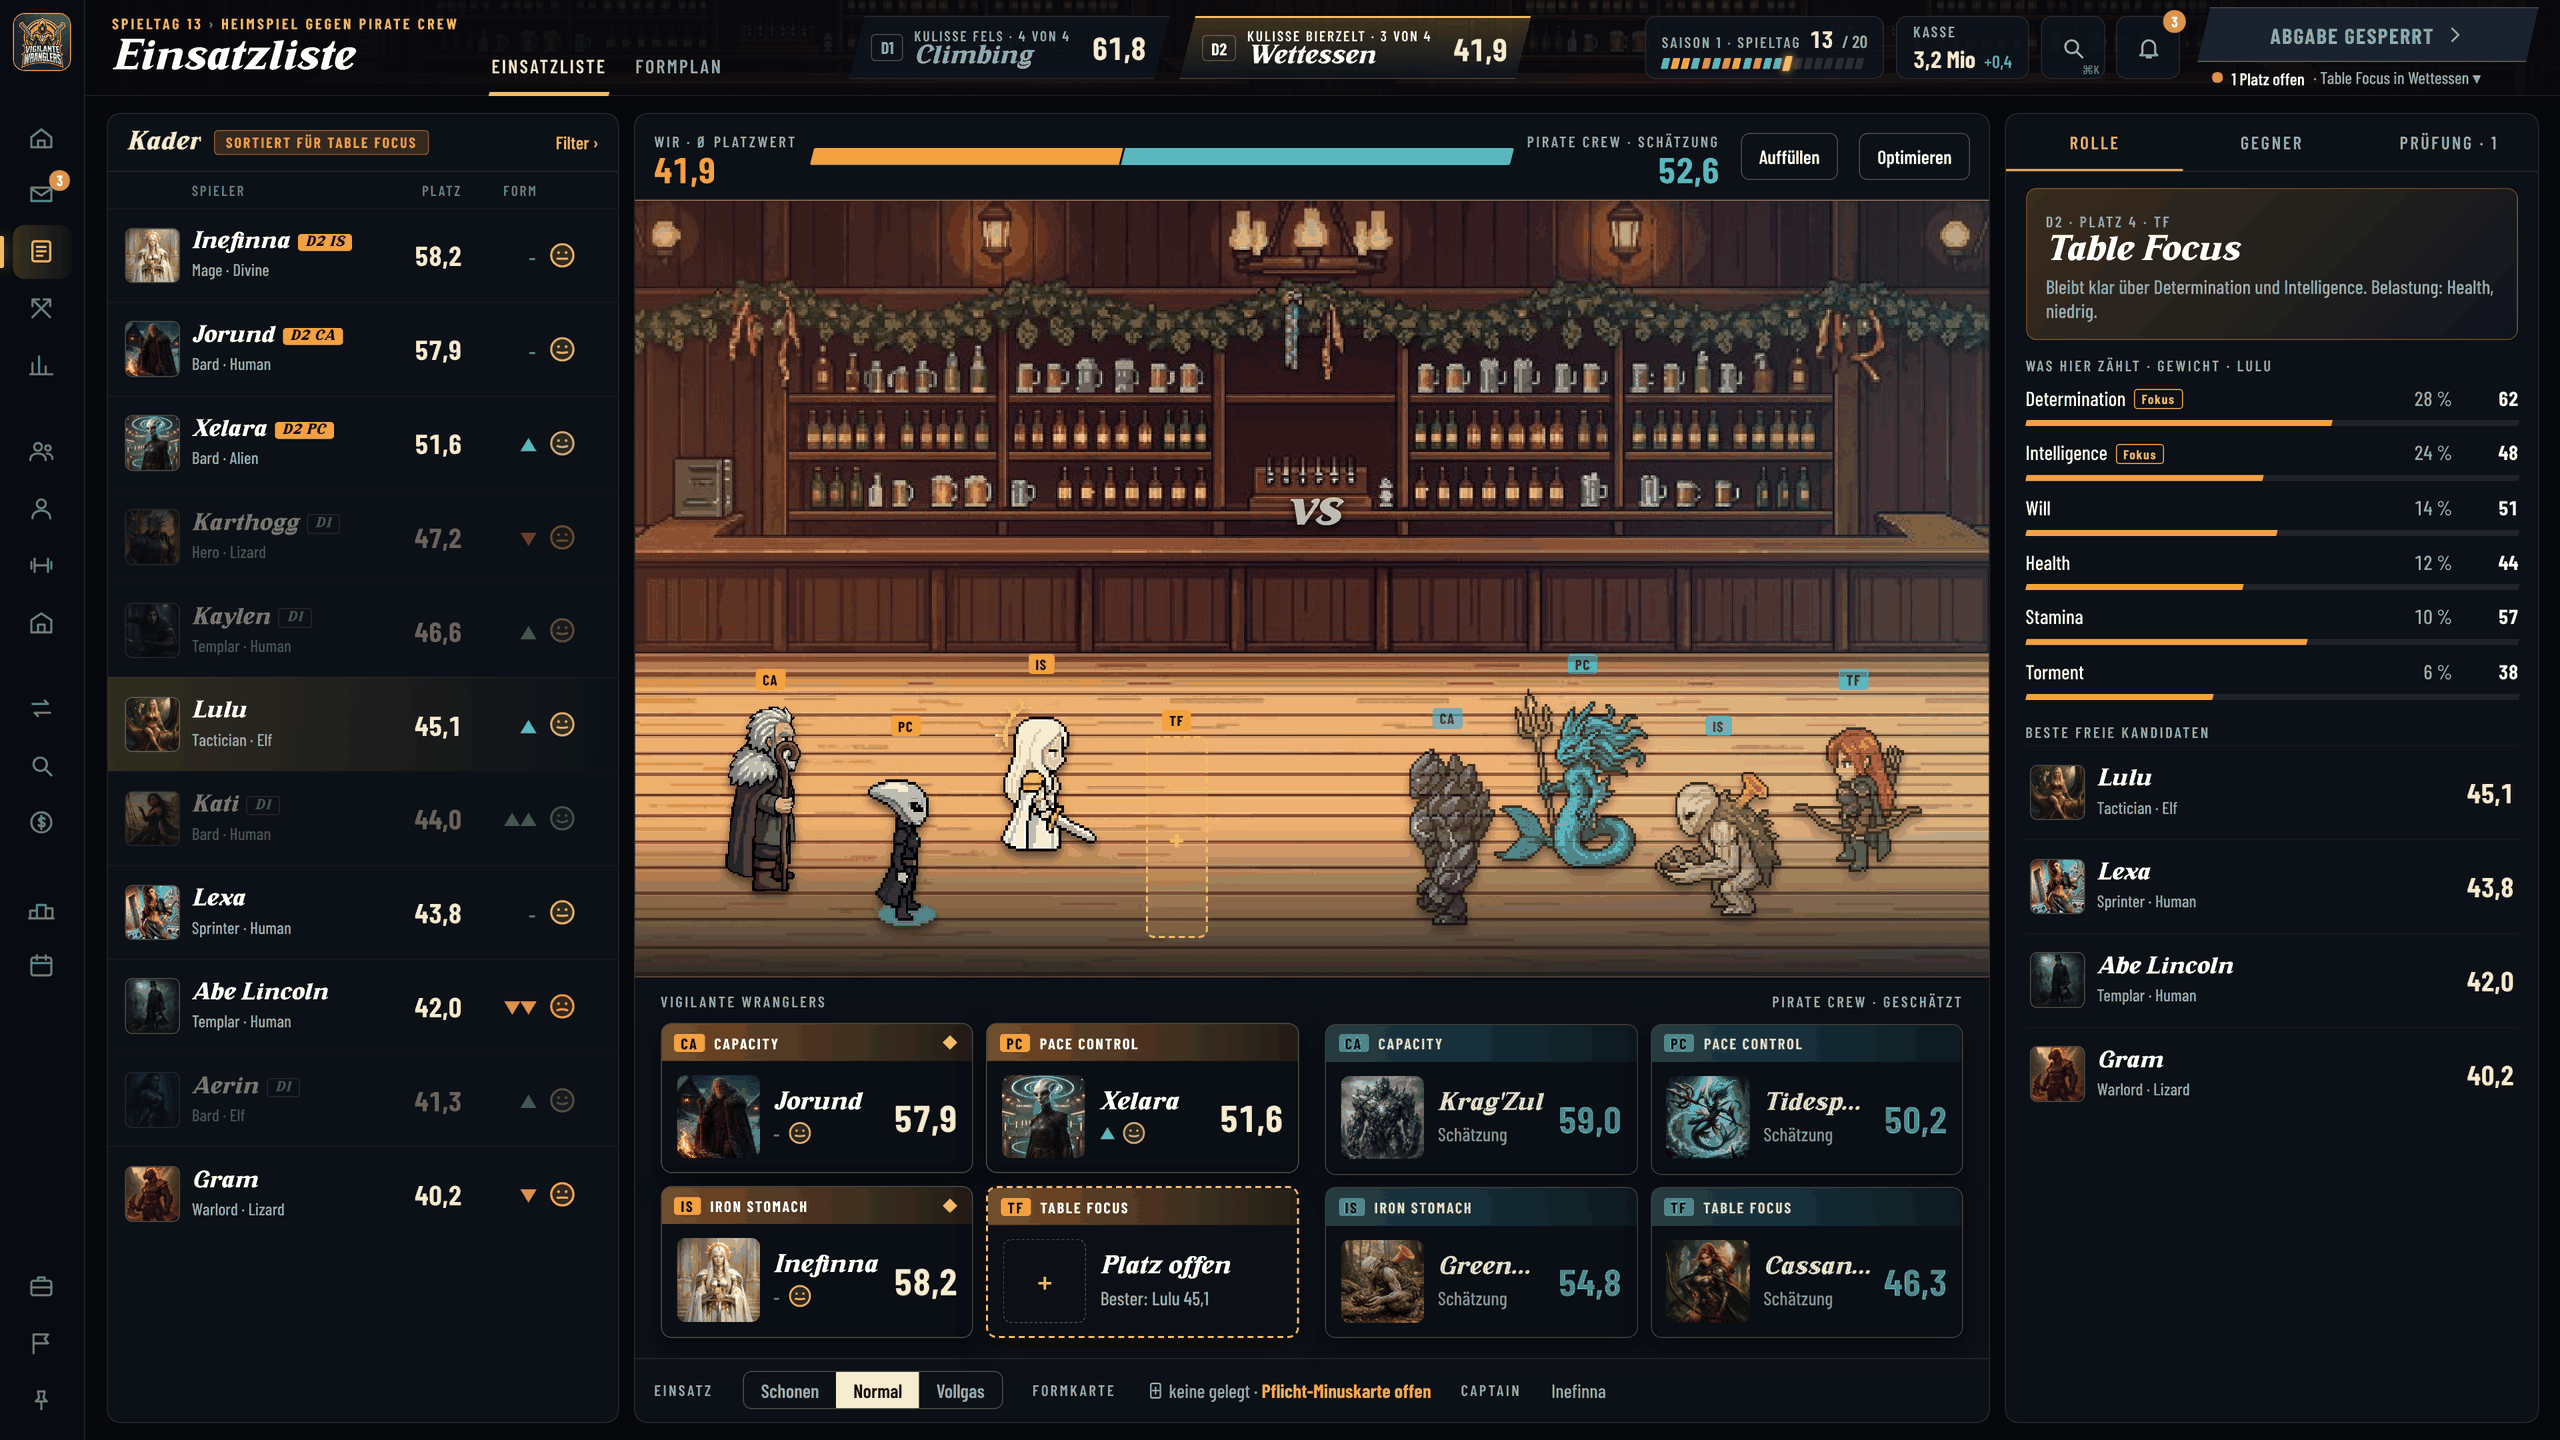 VIGILANTE WRANGLERS
SPIELTAG 13 › HEIMSPIEL GEGEN PIRATE CREW
Einsatzliste
EINSATZLISTE
FORMPLAN
D1
KULISSE FELS · 4 VON 4
Climbing
61,8
D2
KULISSE BIERZELT · 3 VON 4
Wettessen
41,9
SAISON 1 · SPIELTAG 13 / 20
KASSE
3,2 Mio +0,4
⌘K
3
ABGABE GESPERRT
1 Platz offen · Table Focus in Wettessen ▾
3
Kader
SORTIERT FÜR TABLE FOCUS
Filter ›
SPIELER
PLATZ
FORM
Inefinna D2 IS
Mage · Divine
58,2
-
Jorund D2 CA
Bard · Human
57,9
-
Xelara D2 PC
Bard · Alien
51,6
Karthogg D1
Hero · Lizard
47,2
Kaylen D1
Templar · Human
46,6
Lulu
Tactician · Elf
45,1
Kati D1
Bard · Human
44,0
Lexa
Sprinter · Human
43,8
-
Abe Lincoln
Templar · Human
42,0
Aerin D1
Bard · Elf
41,3
Gram
Warlord · Lizard
40,2
WIR · Ø PLATZWERT
41,9
PIRATE CREW · SCHÄTZUNG
52,6
Auffüllen
Optimieren
VS
CA
PC
IS
TF
CA
PC
IS
TF
VIGILANTE WRANGLERS
PIRATE CREW · GESCHÄTZT
CA CAPACITY
Jorund
-
57,9
PC PACE CONTROL
Xelara
51,6
CA CAPACITY
Krag'Zul
Schätzung
59,0
PC PACE CONTROL
Tidesp...
Schätzung
50,2
IS IRON STOMACH
Inefinna
-
58,2
TF TABLE FOCUS
+
Platz offen
Bester: Lulu 45,1
IS IRON STOMACH
Green...
Schätzung
54,8
TF TABLE FOCUS
Cassan...
Schätzung
46,3
EINSATZ
Schonen
Normal
Vollgas
FORMKARTE
keine gelegt · Pflicht-Minuskarte offen
CAPTAIN
Inefinna
ROLLE
GEGNER
PRÜFUNG · 1
D2 · PLATZ 4 · TF
Table Focus
Bleibt klar über Determination und Intelligence. Belastung: Health,
niedrig.
WAS HIER ZÄHLT · GEWICHT · LULU
Determination Fokus 28 % 62
Intelligence Fokus 24 % 48
Will 14 % 51
Health 12 % 44
Stamina 10 % 57
Torment 6 % 38
BESTE FREIE KANDIDATEN
Lulu
Tactician · Elf
45,1
Lexa
Sprinter · Human
43,8
Abe Lincoln
Templar · Human
42,0
Gram
Warlord · Lizard
40,2